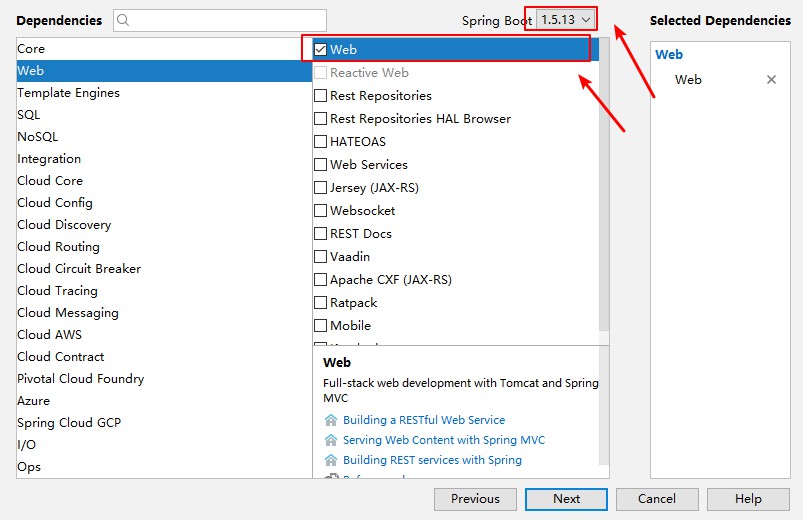 Dependencies
Spring Boot 1.5.13
Selected Dependencies
Core
Web
Template Engines
SQL
NoSQL
Integration
Cloud Core
Cloud Config
Cloud Discovery
Cloud Routing
Cloud Circuit Breaker
Cloud Tracing
Cloud Messaging
Cloud AWS
Cloud Contract
Pivotal Cloud Foundry
Azure
Spring Cloud GCP
I/O
Ops
Web
Reactive Web
Rest Repositories
Rest Repositories HAL Browser
HATEOAS
Web Services
Jersey (JAX-RS)
Websocket
REST Docs
Vaadin
Apache CXF (JAX-RS)
Ratpack
Mobile
Web
Full-stack web development with Tomcat and Spring
MVC
Building a RESTful Web Service
Serving Web Content with Spring MVC
Building REST services with Spring
Web
Web
Previous
Next
Cancel
Help